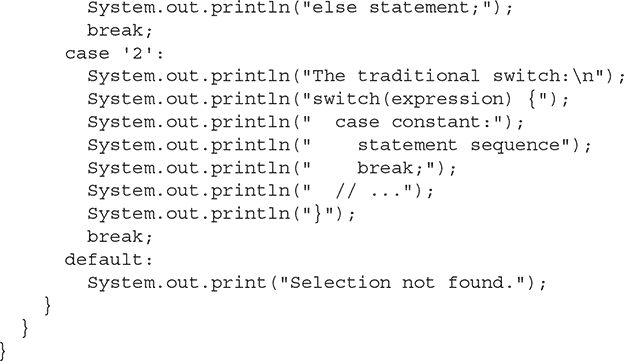 System.out.println("else statement;");
        break;
      case '2':
        System.out.println("The traditional switch:\n");
        System.out.println("switch(expression) {");
        System.out.println("  case constant:");
        System.out.println("    statement sequence");
        System.out.println("    break;");
        System.out.println("  // ...");
        System.out.println("}");
        break;
      default:
        System.out.print("Selection not found.");
    }
  }
}